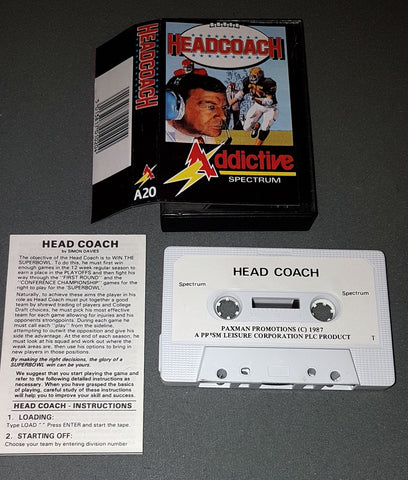 HEADCOACH
A20
HEADCOACH
Addictive
SPECTRUM
HEAD COACH
by SIMON DAVIES
The objective of the Head Coach is to WIN THE
SUPERBOWL. To do this, he must first win
enough games in the 12 week regular season to
earn a place in the PLAYOFFS and then fight his
way through the "FIRST ROUND" and the
"CONFERENCE CHAMPIONSHIP" games for the
right to play for the SUPERBOWL.
Naturally, to achieve these aims the player in his
role as Head Coach must put together a good
team by shrewd trading of players and College
Draft choices, he must pick his most effective
team for each game allowing for injuries and his
opponents strongpoints. During each game he
must call each "play" from the sideline,
attempting to outwit the opposition and give his
side the advantage. At the end of each season, he
must look at his squad and work out where the
weak areas are, then use his options to bring in
new players in those positions.
By making the right decisions, the glory of a
SUPERBOWL win can be yours.
We suggest that you start playing the game and
refer to the following detailed instructions as
necessary. When you have grasped the basics
of playing, careful study of these instructions
will help you to improve your skill and success.
HEAD COACH - INSTRUCTIONS
1. LOADING:
Type LOAD " " Press ENTER and start the tape.
2. STARTING OFF:
Choose your team by entering division number
HEAD COACH
Spectrum
Spectrum
PAXMAN PROMOTIONS (C) 1987
A PRISM LEISURE CORPORATION PLC PRODUCT
T